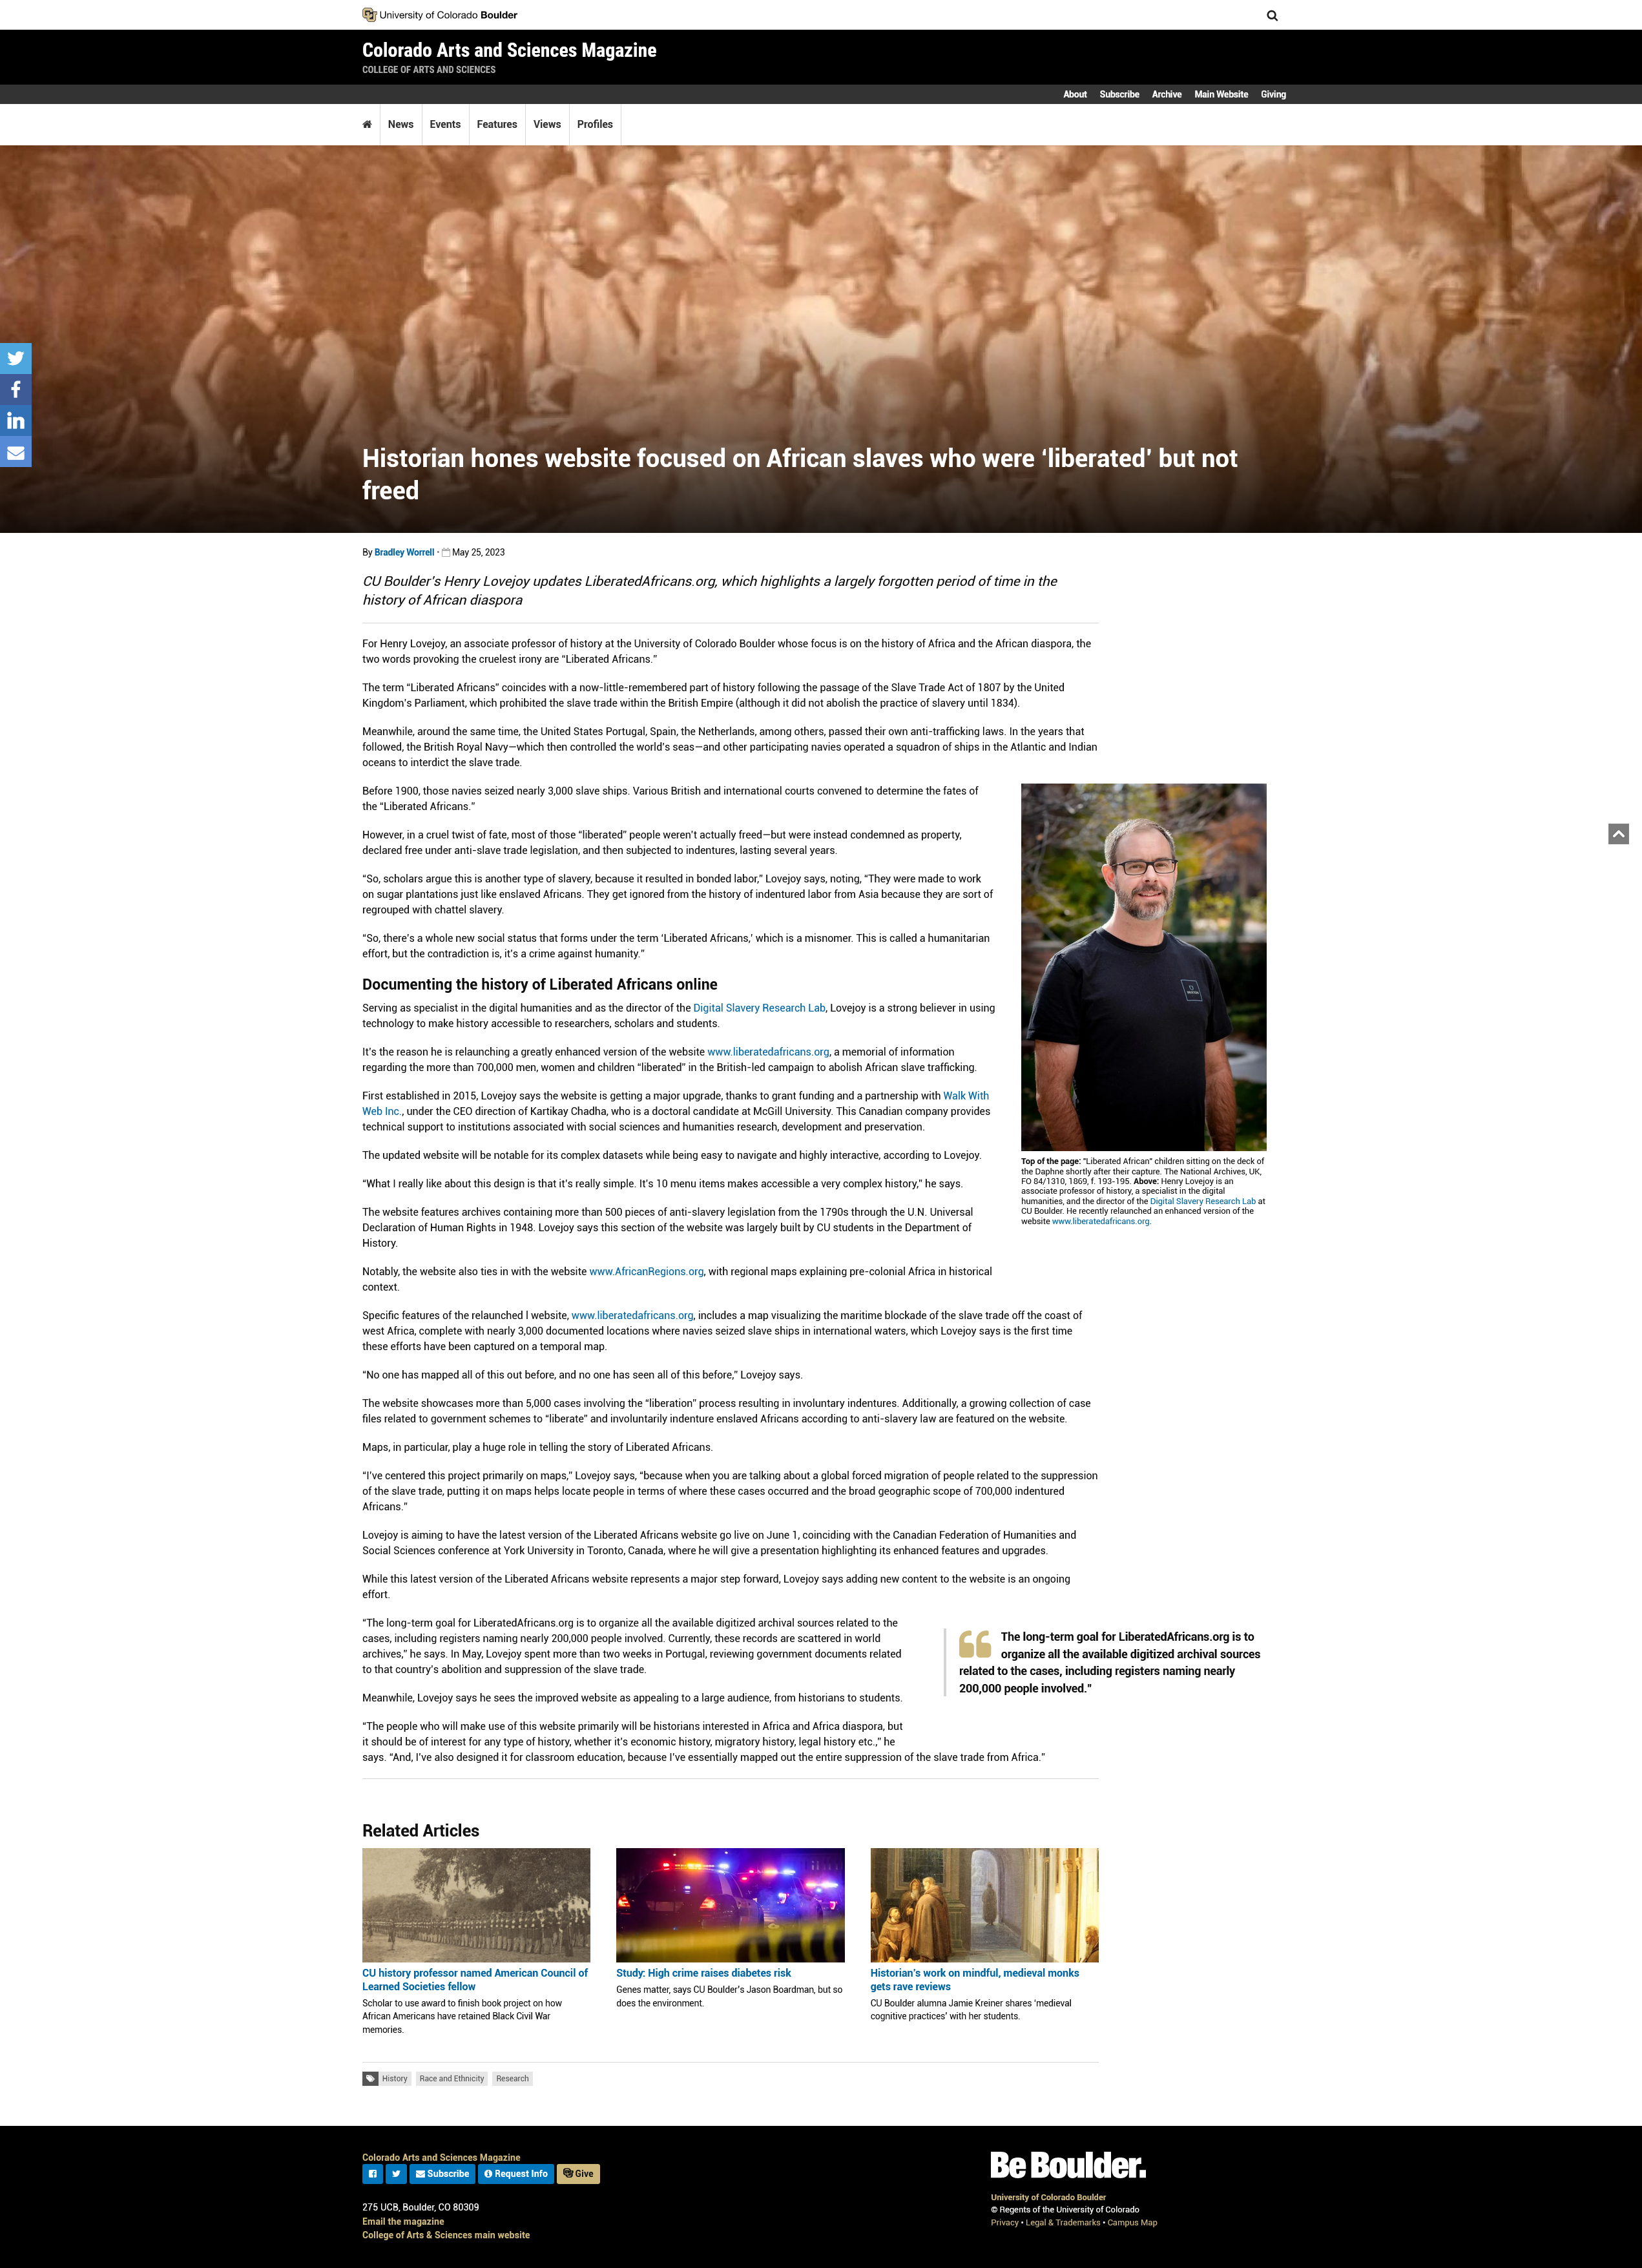 University of Colorado Boulder
Colorado Arts and Sciences Magazine
COLLEGE OF ARTS AND SCIENCES
About Subscribe Archive Main Website Giving
News Events Features Views Profiles
Historian hones website focused on African slaves who were ‘liberated’ but not
freed
By Bradley Worrell • May 25, 2023
CU Boulder’s Henry Lovejoy updates LiberatedAfricans.org, which highlights a largely forgotten period of time in the
history of African diaspora
For Henry Lovejoy, an associate professor of history at the University of Colorado Boulder whose focus is on the history of Africa and the African diaspora, the
two words provoking the cruelest irony are “Liberated Africans.”
The term “Liberated Africans” coincides with a now-little-remembered part of history following the passage of the Slave Trade Act of 1807 by the United
Kingdom’s Parliament, which prohibited the slave trade within the British Empire (although it did not abolish the practice of slavery until 1834).
Meanwhile, around the same time, the United States Portugal, Spain, the Netherlands, among others, passed their own anti-trafficking laws. In the years that
followed, the British Royal Navy—which then controlled the world’s seas—and other participating navies operated a squadron of ships in the Atlantic and Indian
oceans to interdict the slave trade.
Before 1900, those navies seized nearly 3,000 slave ships. Various British and international courts convened to determine the fates of
the “Liberated Africans.”
However, in a cruel twist of fate, most of those “liberated” people weren’t actually freed—but were instead condemned as property,
declared free under anti-slave trade legislation, and then subjected to indentures, lasting several years.
“So, scholars argue this is another type of slavery, because it resulted in bonded labor,” Lovejoy says, noting, “They were made to work
on sugar plantations just like enslaved Africans. They get ignored from the history of indentured labor from Asia because they are sort of
regrouped with chattel slavery.
“So, there’s a whole new social status that forms under the term ‘Liberated Africans,’ which is a misnomer. This is called a humanitarian
effort, but the contradiction is, it’s a crime against humanity.”
Documenting the history of Liberated Africans online
Serving as specialist in the digital humanities and as the director of the Digital Slavery Research Lab, Lovejoy is a strong believer in using
technology to make history accessible to researchers, scholars and students.
It’s the reason he is relaunching a greatly enhanced version of the website www.liberatedafricans.org, a memorial of information
regarding the more than 700,000 men, women and children “liberated” in the British-led campaign to abolish African slave trafficking.
First established in 2015, Lovejoy says the website is getting a major upgrade, thanks to grant funding and a partnership with Walk With
Web Inc., under the CEO direction of Kartikay Chadha, who is a doctoral candidate at McGill University. This Canadian company provides
technical support to institutions associated with social sciences and humanities research, development and preservation.
The updated website will be notable for its complex datasets while being easy to navigate and highly interactive, according to Lovejoy.
“What I really like about this design is that it’s really simple. It’s 10 menu items makes accessible a very complex history,” he says.
The website features archives containing more than 500 pieces of anti-slavery legislation from the 1790s through the U.N. Universal
Declaration of Human Rights in 1948. Lovejoy says this section of the website was largely built by CU students in the Department of
History.
Notably, the website also ties in with the website www.AfricanRegions.org, with regional maps explaining pre-colonial Africa in historical
context.
Top of the page: “Liberated African” children sitting on the deck of
the Daphne shortly after their capture. The National Archives, UK,
FO 84/1310, 1869, f. 193-195. Above: Henry Lovejoy is an
associate professor of history, a specialist in the digital
humanities, and the director of the Digital Slavery Research Lab at
CU Boulder. He recently relaunched an enhanced version of the
website www.liberatedafricans.org.
Specific features of the relaunched l website, www.liberatedafricans.org, includes a map visualizing the maritime blockade of the slave trade off the coast of
west Africa, complete with nearly 3,000 documented locations where navies seized slave ships in international waters, which Lovejoy says is the first time
these efforts have been captured on a temporal map.
“No one has mapped all of this out before, and no one has seen all of this before,” Lovejoy says.
The website showcases more than 5,000 cases involving the “liberation” process resulting in involuntary indentures. Additionally, a growing collection of case
files related to government schemes to “liberate” and involuntarily indenture enslaved Africans according to anti-slavery law are featured on the website.
Maps, in particular, play a huge role in telling the story of Liberated Africans.
“I’ve centered this project primarily on maps,” Lovejoy says, “because when you are talking about a global forced migration of people related to the suppression
of the slave trade, putting it on maps helps locate people in terms of where these cases occurred and the broad geographic scope of 700,000 indentured
Africans.”
Lovejoy is aiming to have the latest version of the Liberated Africans website go live on June 1, coinciding with the Canadian Federation of Humanities and
Social Sciences conference at York University in Toronto, Canada, where he will give a presentation highlighting its enhanced features and upgrades.
While this latest version of the Liberated Africans website represents a major step forward, Lovejoy says adding new content to the website is an ongoing
effort.
“The long-term goal for LiberatedAfricans.org is to organize all the available digitized archival sources related to the
cases, including registers naming nearly 200,000 people involved. Currently, these records are scattered in world
archives,” he says. In May, Lovejoy spent more than two weeks in Portugal, reviewing government documents related
to that country’s abolition and suppression of the slave trade.
The long-term goal for LiberatedAfricans.org is to
organize all the available digitized archival sources
related to the cases, including registers naming nearly
200,000 people involved.”
Meanwhile, Lovejoy says he sees the improved website as appealing to a large audience, from historians to students.
“The people who will make use of this website primarily will be historians interested in Africa and Africa diaspora, but
it should be of interest for any type of history, whether it’s economic history, migratory history, legal history etc.,” he
says. “And, I’ve also designed it for classroom education, because I’ve essentially mapped out the entire suppression of the slave trade from Africa.”
Related Articles
CU history professor named American Council of
Learned Societies fellow
Scholar to use award to finish book project on how
African Americans have retained Black Civil War
memories.
Study: High crime raises diabetes risk
Genes matter, says CU Boulder’s Jason Boardman, but so
does the environment.
Historian’s work on mindful, medieval monks
gets rave reviews
CU Boulder alumna Jamie Kreiner shares ‘medieval
cognitive practices’ with her students.
History Race and Ethnicity Research
Colorado Arts and Sciences Magazine
Subscribe Request Info Give
275 UCB, Boulder, CO 80309
Email the magazine
College of Arts & Sciences main website
Be Boulder.
University of Colorado Boulder
© Regents of the University of Colorado
Privacy • Legal & Trademarks • Campus Map